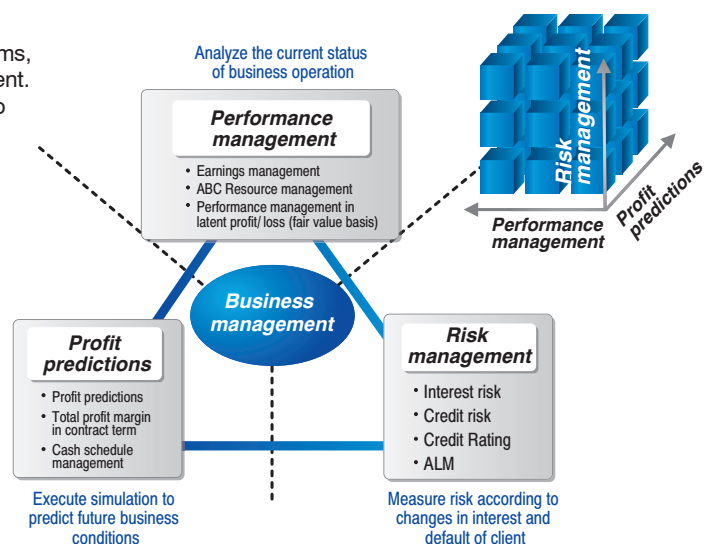 ms,
ent.
o
Analyze the current status
of business operation
Performance
management
• Earnings management
• ABC Resource management
• Performance management in
latent profit/ loss (fair value basis)
Risk
management
Performance
management
Profit
predictions
Business
management
Profit
predictions
• Profit predictions
• Total profit margin
in contract term
• Cash schedule
management
Execute simulation to
predict future business
conditions
Risk
management
• Interest risk
• Credit risk
• Credit Rating
• ALM
Measure risk according to
changes in interest and
default of client